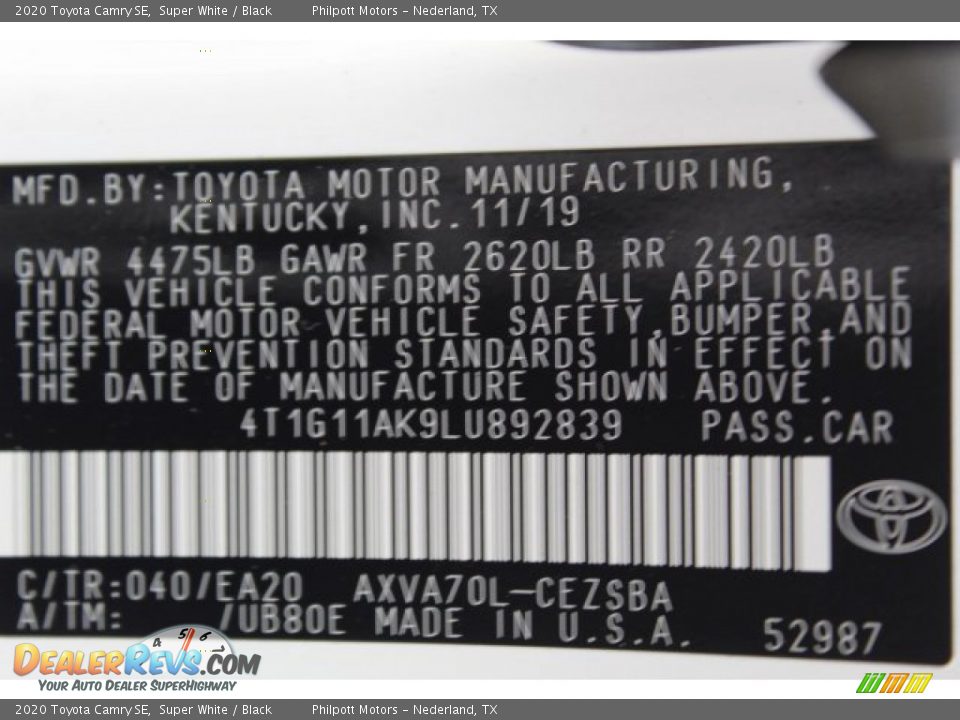 2020 Toyota Camry SE, Super White / Black Philpott Motors - Nederland, TX
MFD.BY:TOYOTA MOTOR MANUFACTURING,
KENTUCKY,INC.11/19
GVWR 4475LB GAWR FR 2620LB RR 2420LB
THIS VEHICLE CONFORMS TO ALL APPLICABLE
FEDERAL MOTOR VEHICLE SAFETY,BUMPER,AND
THEFT PREVENTION STANDARDS IN EFFECT ON
THE DATE OF MANUFACTURE SHOWN ABOVE.
4T1G11AK9LU892839 PASS.CAR
C/TR:040/EA20 AXVA70L-CEZSBA
A/TM: /UB80E MADE IN U.S.A. 52987
4 5 6
DEALERREVS.COM
YOUR AUTO DEALER SUPERHIGHWAY
2020 Toyota Camry SE, Super White / Black Philpott Motors - Nederland, TX